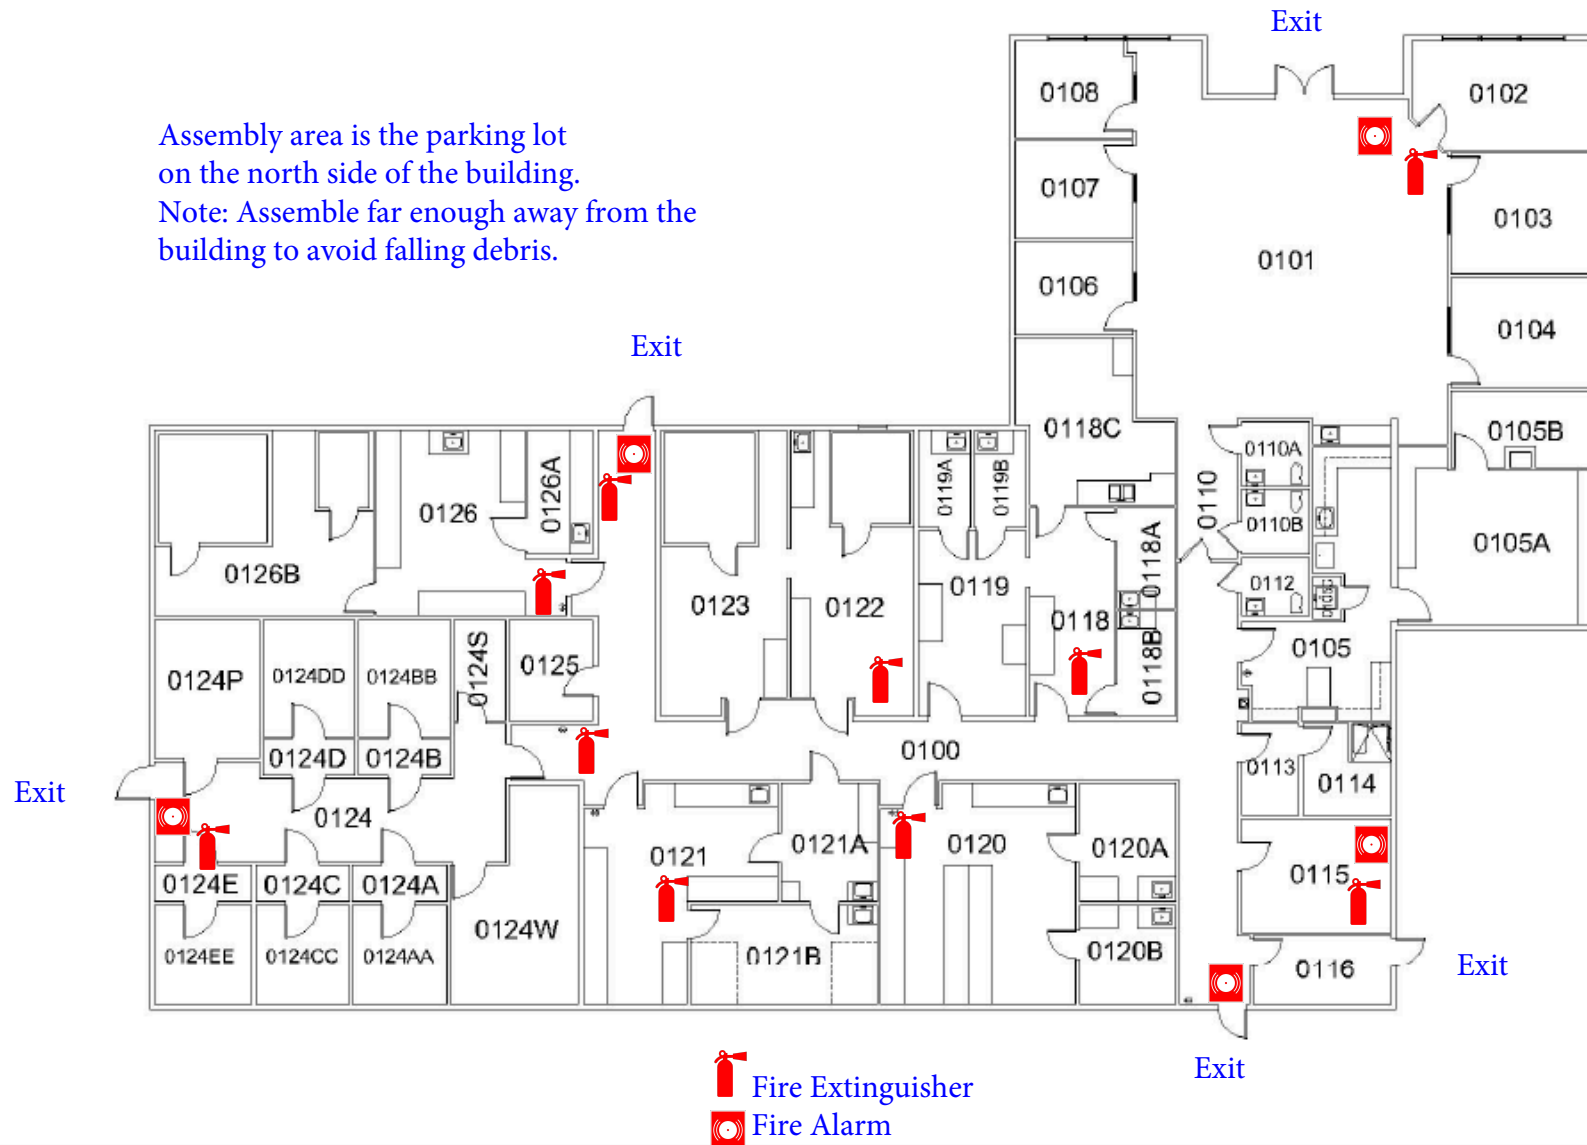 Exit
0108
0102
Assembly area is the parking lot
on the north side of the building.
Note: Assemble far enough away from the
building to avoid falling debris.
0107
0103
0101
0106
0104
Exit
0118C
0105B
0110A
0126
0126A
0119A
0119B
0110
0110B
0105A
0126B
0123
0122
0119
0118A
0112
0118
0105
0124P
0124DD
0124BB
0124S
0125
0118B
0100
0124D
0124B
0113
0114
Exit
0124
0121
0121A
0120
0120A
0115
0124E
0124C
0124A
0124W
0124EE
0124CC
0124AA
0121B
0120B
0116
Exit
Exit
Fire Extinguisher
Fire Alarm